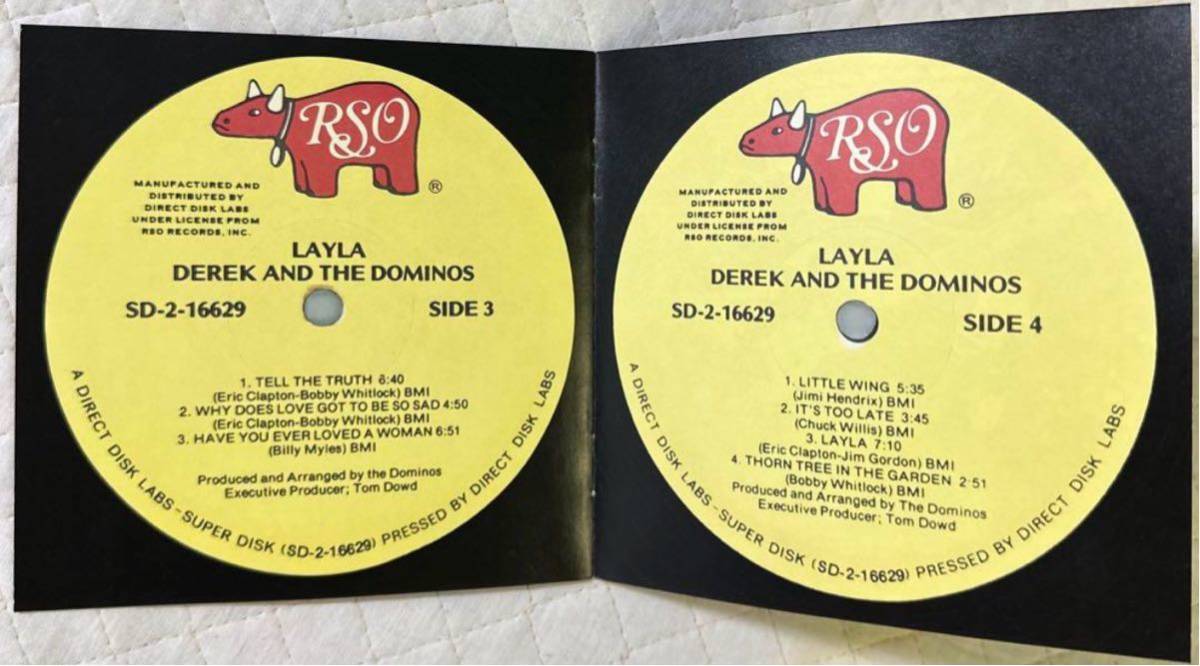 RSO
®
MANUFACTURED AND
DISTRIBUTED BY
DIRECT DISK LABS
UNDER LICENSE FROM
RSO RECORDS, INC.
LAYLA
DEREK AND THE DOMINOS
SD-2-16629 SIDE 3
1. TELL THE TRUTH 6:40
(Eric Clapton-Bobby Whitlock) BMI
2. WHY DOES LOVE GOT TO BE SO SAD 4:50
(Eric Clapton-Bobby Whitlock) BMI
3. HAVE YOU EVER LOVED A WOMAN 6:51
(Billy Myles) BMI
Produced and Arranged by the Dominos
Executive Producer; Tom Dowd
A DIRECT DISK LABS-SUPER DISK (SD-2-16629) PRESSED BY DIRECT DISK LABS
RSO
®
MANUFACTURED AND
DISTRIBUTED BY
DIRECT DISK LABS
UNDER LICENSE FROM
RSO RECORDS, INC.
LAYLA
DEREK AND THE DOMINOS
SD-2-16629 SIDE 4
1. LITTLE WING 5:35
(Jimi Hendrix) BMI
2. IT'S TOO LATE 3:45
(Chuck Willis) BMI
3. LAYLA 7:10
(Eric Clapton-Jim Gordon) BMI
4. THORN TREE IN THE GARDEN 2:51
(Bobby Whitlock) BMI
Produced and Arranged by The Dominos
Executive Producer; Tom Dowd
A DIRECT DISK LABS-SUPER DISK (SD-2-16629) PRESSED BY DIRECT DISK LABS